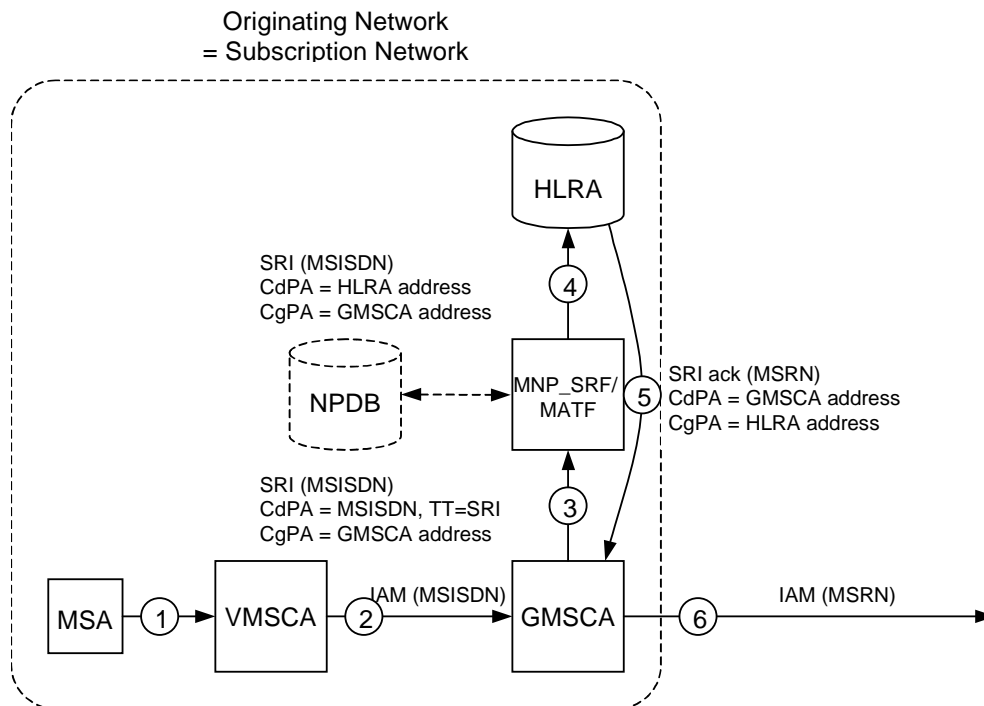 Originating Network
= Subscription Network
HLRA
SRI (MSISDN)
CdPA = HLRA address
CgPA = GMSCA address
4
NPDB
MNP_SRF/
MATF
5
SRI ack (MSRN)
CdPA = GMSCA address
CgPA = HLRA address
SRI (MSISDN)
CdPA = MSISDN, TT=SRI
CgPA = GMSCA address
3
MSA
1
VMSCA
2
IAM (MSISDN)
GMSCA
6
IAM (MSRN)